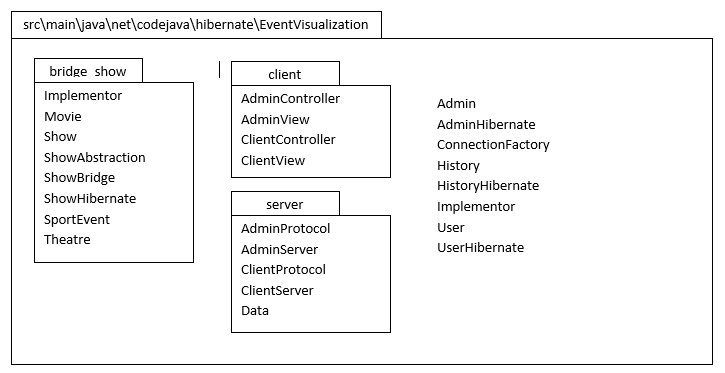 src\main\java\net\codejava\hibernate\EventVisualization
bridge_show
Implementor
Movie
Show
ShowAbstraction
ShowBridge
ShowHibernate
SportEvent
Theatre
client
AdminController
AdminView
ClientController
ClientView
server
AdminProtocol
AdminServer
ClientProtocol
ClientServer
Data
Admin
AdminHibernate
ConnectionFactory
History
HistoryHibernate
Implementor
User
UserHibernate